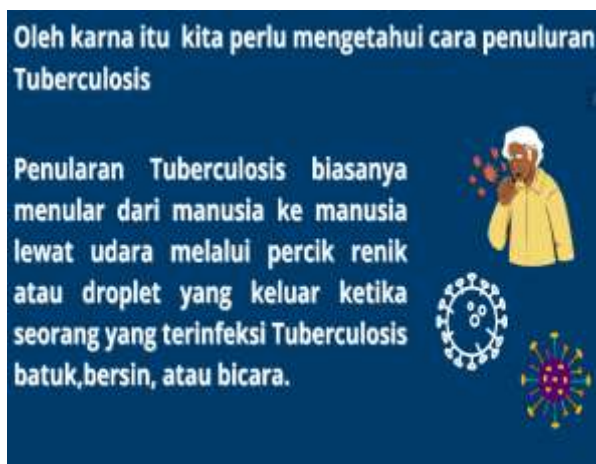 Oleh karna itu kita perlu mengetahui cara penuluran
Tuberculosis
Penularan Tuberculosis biasanya
menular dari manusia ke manusia
lewat udara melalui percik renik
atau droplet yang keluar ketika
seorang yang terinfeksi Tuberculosis
batuk,bersin, atau bicara.